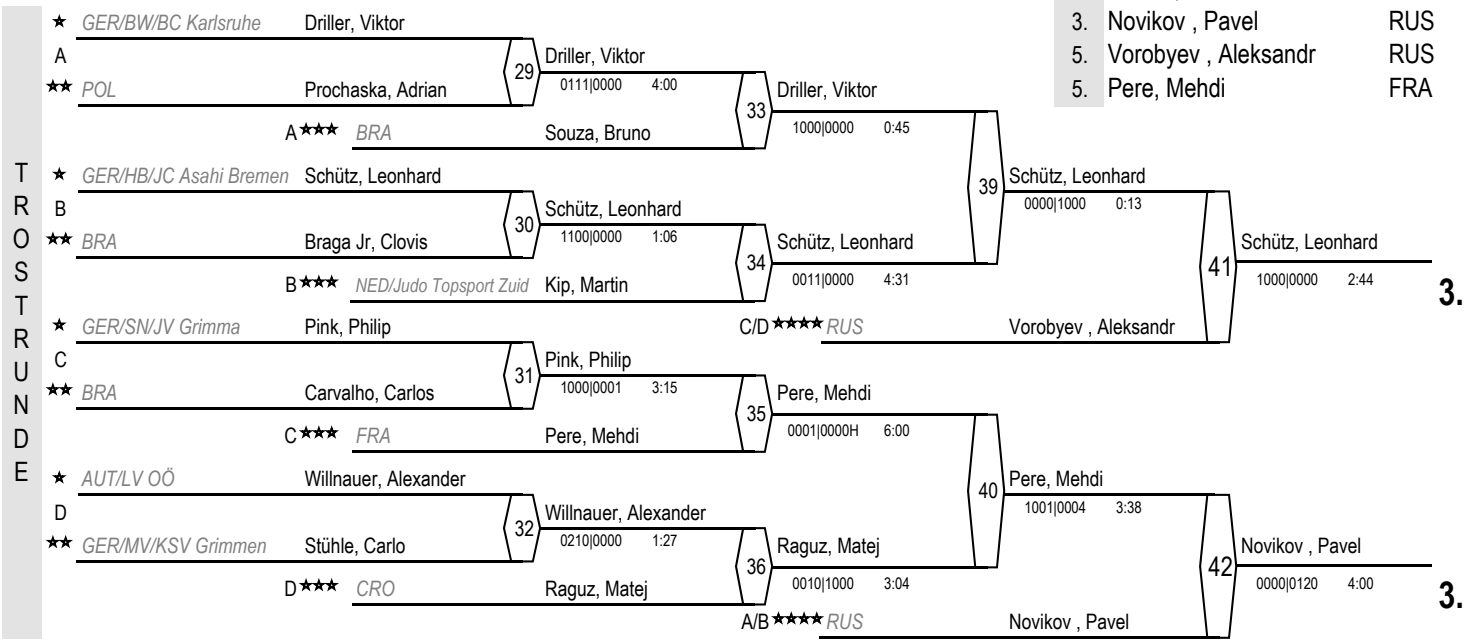 ★ GER/BW/BC Karlsruhe Driller, Viktor
3. Novikov , Pavel RUS
A
29 Driller, Viktor
5. Vorobyev , Aleksandr RUS
★★ POL Prochaska, Adrian
0111|0000 4:00
33 Driller, Viktor
5. Pere, Mehdi FRA
A★★★ BRA Souza, Bruno
1000|0000 0:45
TROSTRUNDE
★ GER/HB/JC Asahi Bremen Schütz, Leonhard
39 Schütz, Leonhard
0000|1000 0:13
B
30 Schütz, Leonhard
★★ BRA Braga Jr, Clovis
1100|0000 1:06
34 Schütz, Leonhard
41 Schütz, Leonhard
B★★★ NED/Judo Topsport Zuid Kip, Martin
0011|0000 4:31
1000|0000 2:44
3.
★ GER/SN/JV Grimma Pink, Philip
C/D★★★★ RUS Vorobyev , Aleksandr
C
31 Pink, Philip
★★ BRA Carvalho, Carlos
1000|0001 3:15
35 Pere, Mehdi
C★★★ FRA Pere, Mehdi
0001|0000H 6:00
★ AUT/LV OÖ Willnauer, Alexander
40 Pere, Mehdi
1001|0004 3:38
D
32 Willnauer, Alexander
★★ GER/MV/KSV Grimmen Stühle, Carlo
0210|0000 1:27
36 Raguz, Matej
42 Novikov , Pavel
D★★★ CRO Raguz, Matej
0010|1000 3:04
0000|0120 4:00
3.
A/B★★★★ RUS Novikov , Pavel